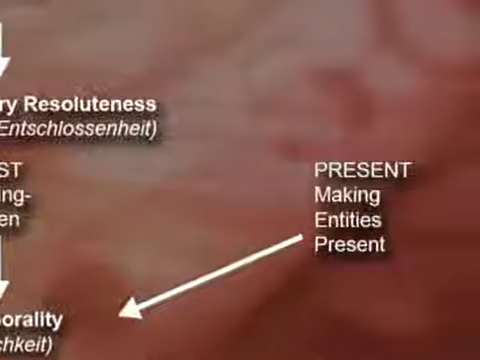 ry Resoluteness
Entschlossenheit)
ST
ing-
en
PRESENT
Making
Entities
Present
orality
chkeit)